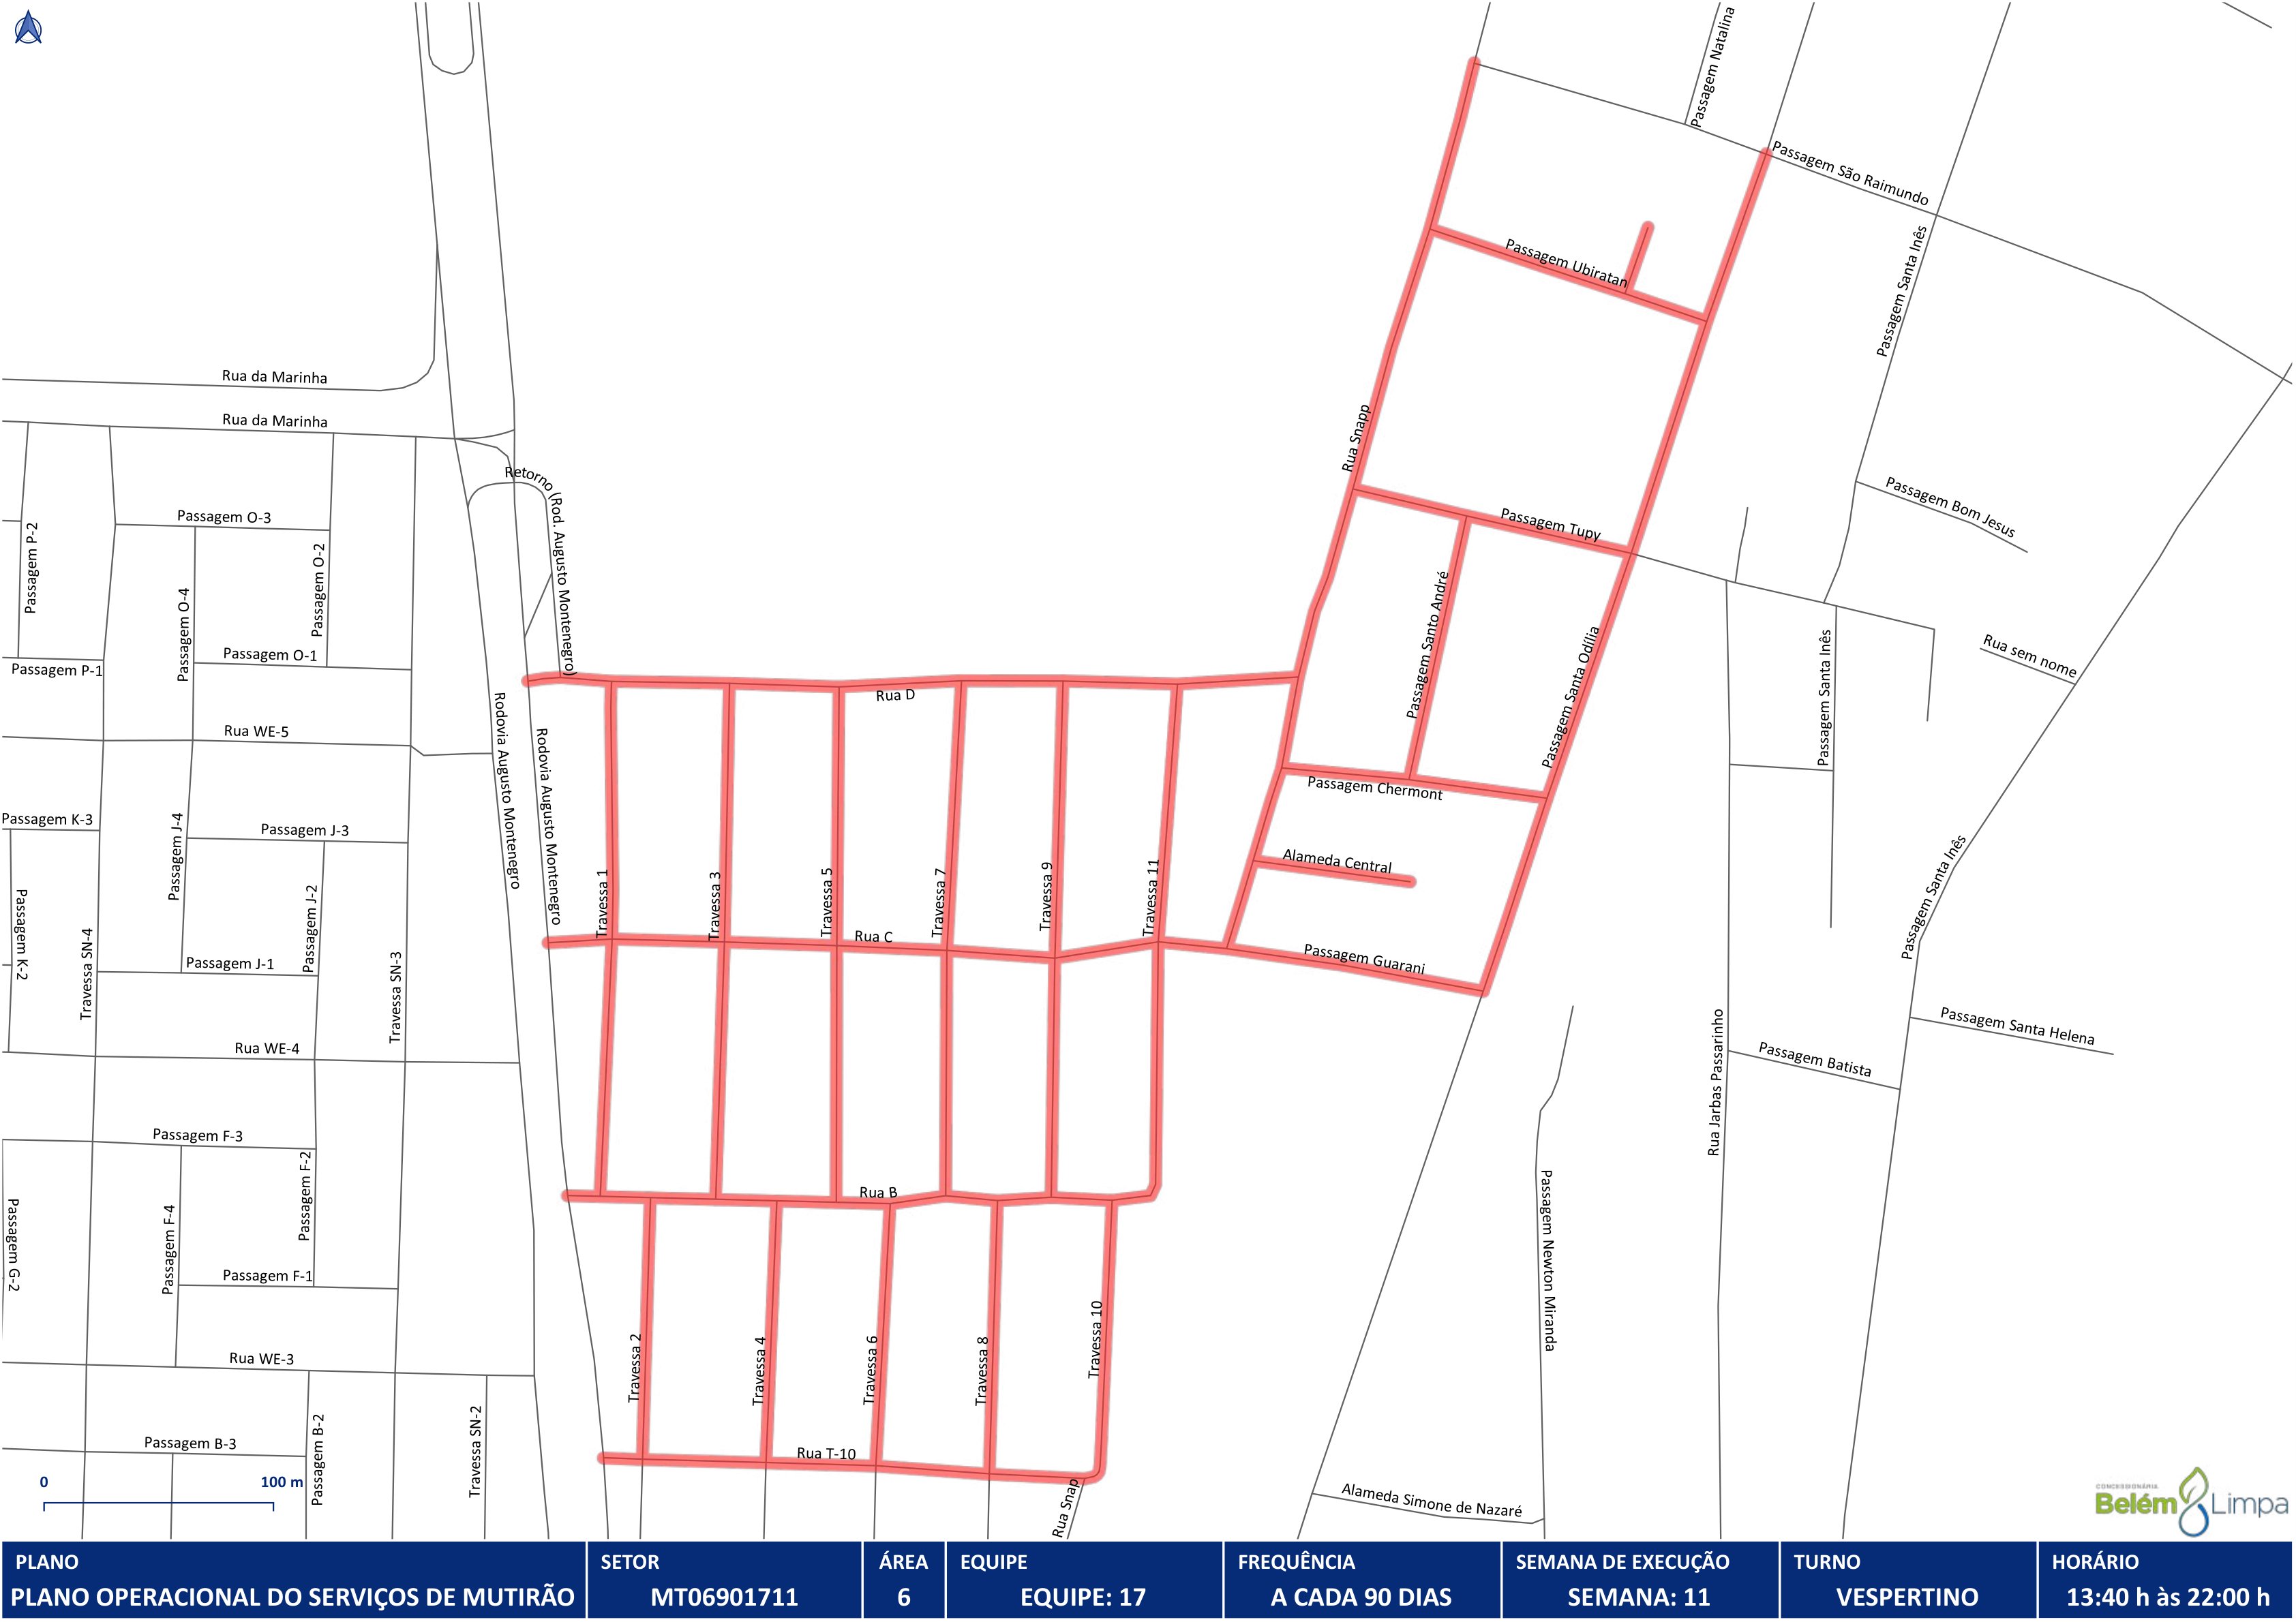 Passagem Natalina
Passagem São Raimundo
Passagem Santa Inês
Passagem Ubiratan
Rua da Marinha
Rua da Marinha
Rua Snapp
Retorno (Rod. Augusto Montenegro)
Passagem Bom Jesus
Passagem Tupy
Passagem O-3
Passagem P-2
Passagem O-2
Passagem O-4
Passagem O-1
Passagem P-1
Passagem Santo André
Passagem Santa Odília
Passagem Santa Inês
Rua sem nome
Rua D
Rua WE-5
Rodovia Augusto Montenegro
Rodovia Augusto Montenegro
Passagem Chermont
Passagem K-3
Passagem J-4
Passagem J-3
Alameda Central
Travessa 1
Travessa 3
Travessa 5
Travessa 7
Travessa 9
Travessa 11
Passagem Santa Inês
Passagem K-2
Travessa SN-4
Passagem J-2
Passagem J-1
Travessa SN-3
Rua C
Passagem Guarani
Passagem Santa Helena
Rua Jarbas Passarinho
Passagem Batista
Rua WE-4
Passagem F-3
Passagem F-2
Passagem G-2
Passagem F-4
Rua B
Passagem Newton Miranda
Passagem F-1
Travessa 2
Travessa 4
Travessa 6
Travessa 8
Travessa 10
Rua WE-3
Passagem B-3
Passagem B-2
Travessa SN-2
Rua T-10
Rua Snap
Alameda Simone de Nazaré
0 100 m
CONCESSIONÁRIA
Belém Limpa
PLANO SETOR ÁREA EQUIPE FREQUÊNCIA SEMANA DE EXECUÇÃO TURNO HORÁRIO
PLANO OPERACIONAL DO SERVIÇOS DE MUTIRÃO MT06901711 6 EQUIPE: 17 A CADA 90 DIAS SEMANA: 11 VESPERTINO 13:40 h às 22:00 h